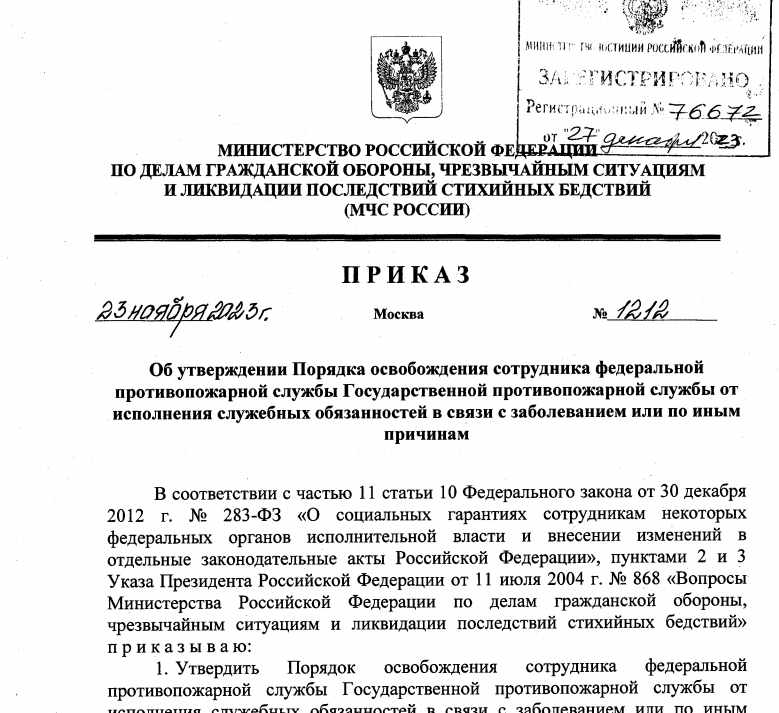 МИНИСТЕРСТВО ЮСТИЦИИ РОССИЙСКОЙ ФЕДЕРАЦИИ
ЗАРЕГИСТРИРОВАНО
Регистрационный № 76672
от "27" декабря 2023.
МИНИСТЕРСТВО РОССИЙСКОЙ ФЕДЕРАЦИИ
ПО ДЕЛАМ ГРАЖДАНСКОЙ ОБОРОНЫ, ЧРЕЗВЫЧАЙНЫМ СИТУАЦИЯМ
И ЛИКВИДАЦИИ ПОСЛЕДСТВИЙ СТИХИЙНЫХ БЕДСТВИЙ
(МЧС РОССИИ)
ПРИКАЗ
23 ноября 2023г. Москва № 1212
Об утверждении Порядка освобождения сотрудника федеральной
противопожарной службы Государственной противопожарной службы от
исполнения служебных обязанностей в связи с заболеванием или по иным
причинам
В соответствии с частью 11 статьи 10 Федерального закона от 30 декабря
2012 г. № 283-ФЗ «О социальных гарантиях сотрудникам некоторых
федеральных органов исполнительной власти и внесении изменений в
отдельные законодательные акты Российской Федерации», пунктами 2 и 3
Указа Президента Российской Федерации от 11 июля 2004 г. № 868 «Вопросы
Министерства Российской Федерации по делам гражданской обороны,
чрезвычайным ситуациям и ликвидации последствий стихийных бедствий»
приказываю:
1. Утвердить Порядок освобождения сотрудника федеральной
противопожарной службы Государственной противопожарной службы от
исполнения служебных обязанностей в связи с заболеванием или по иным